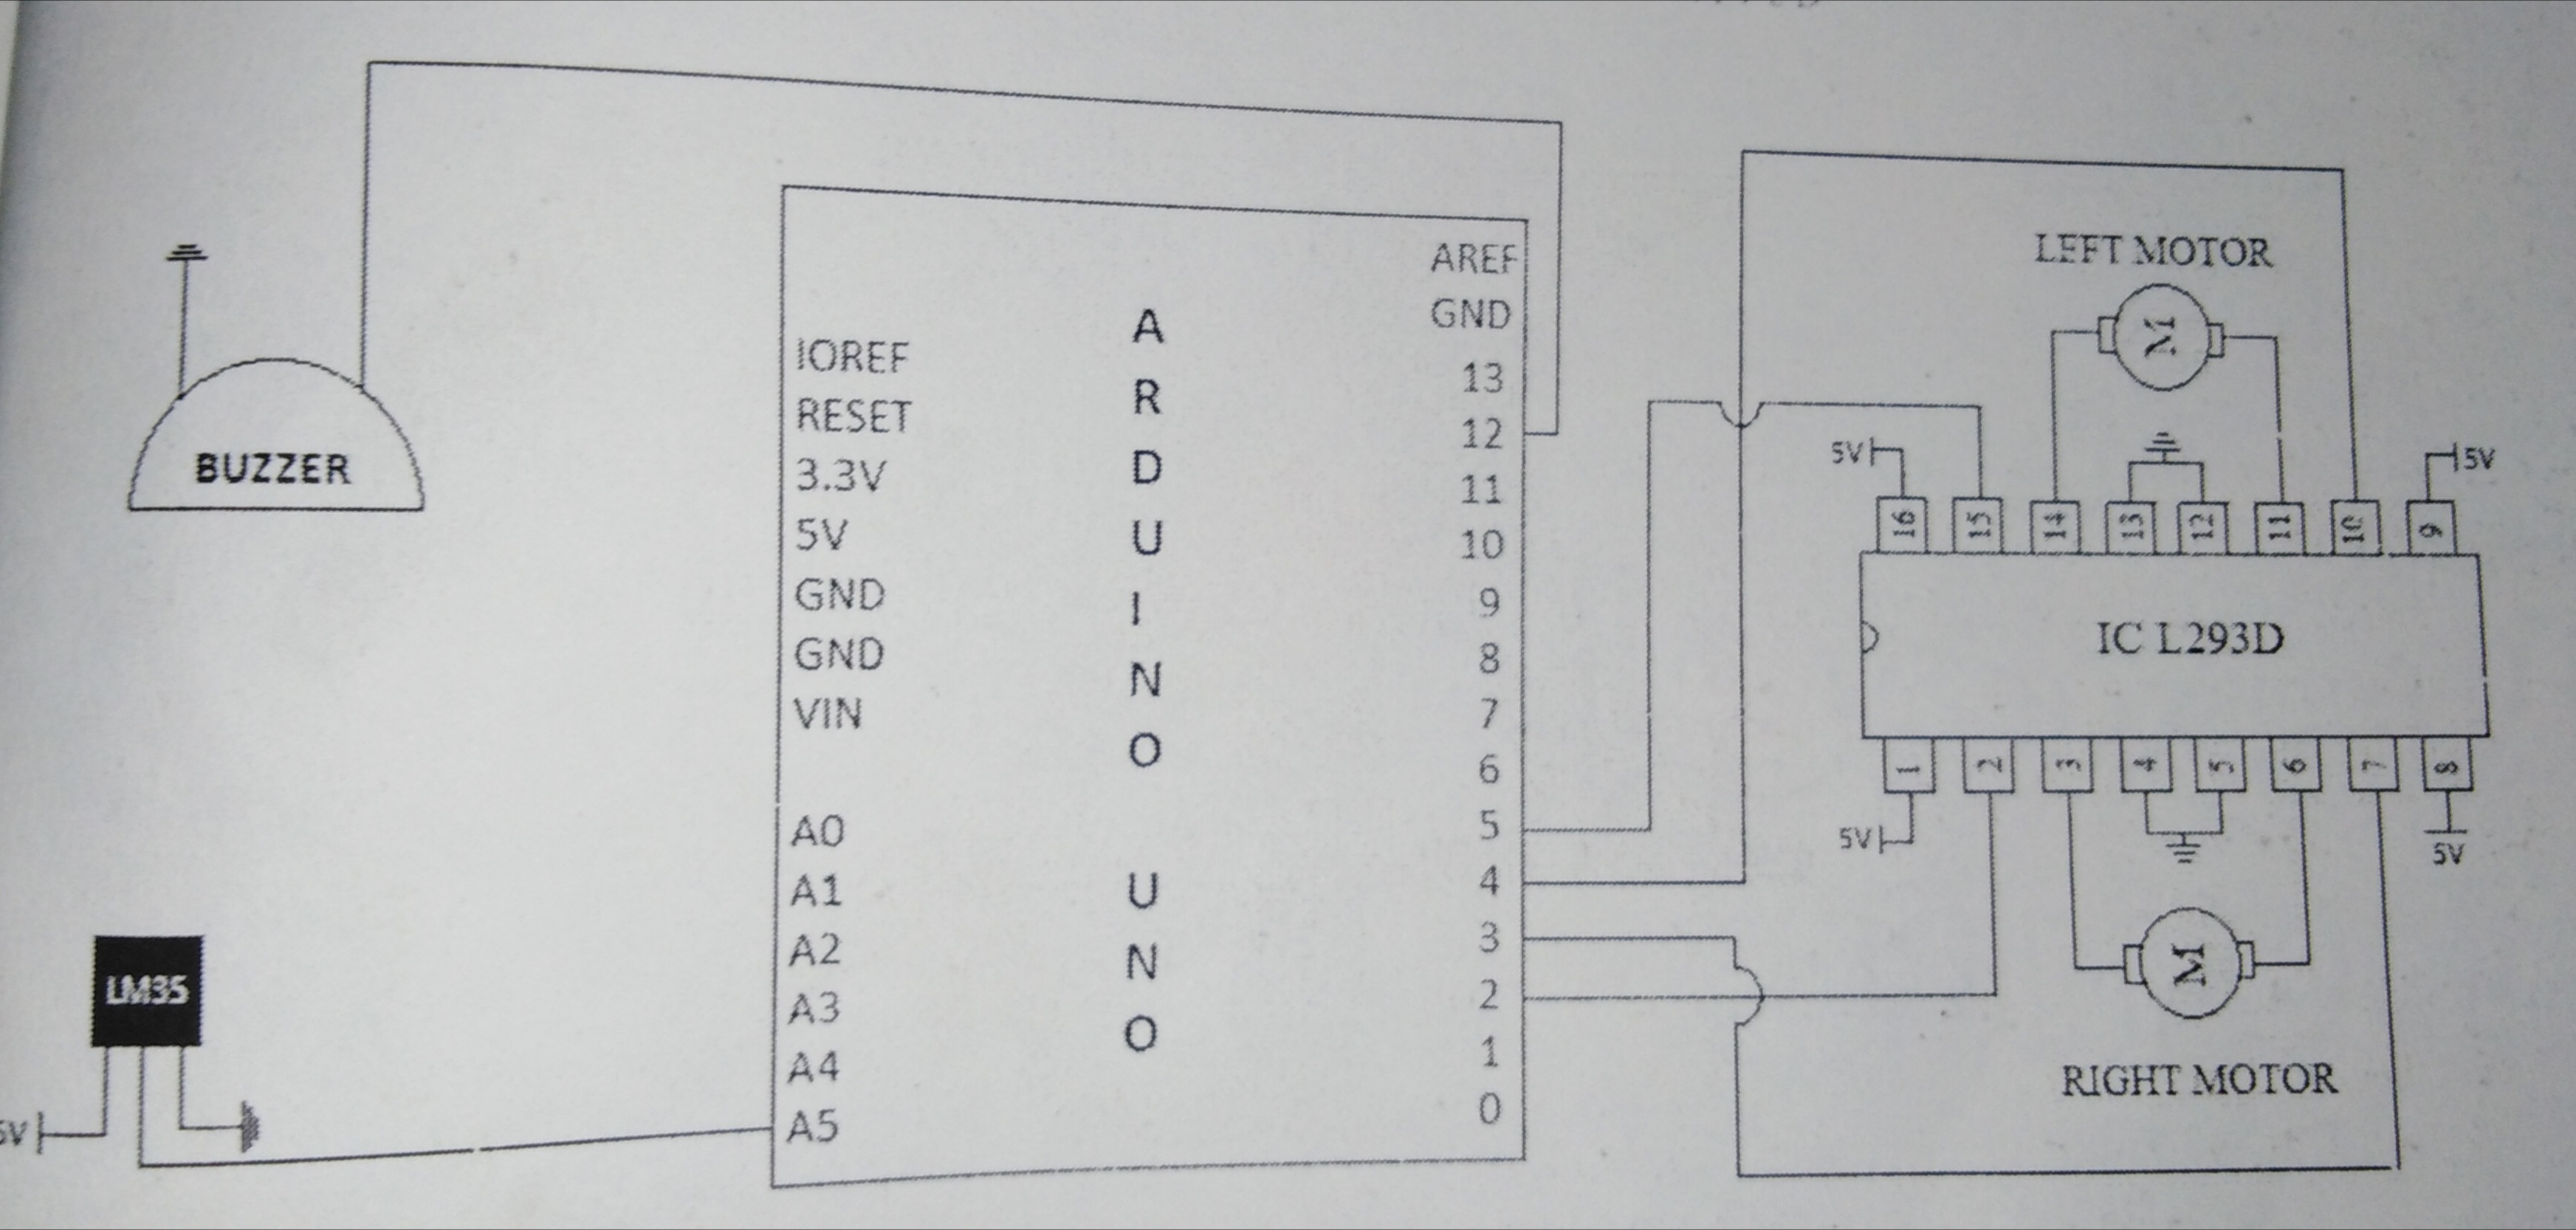 BUZZER
LM35
5V
IOREF
RESET
3.3V
5V
GND
GND
VIN
A0
A1
A2
A3
A4
A5
A
R
D
U
I
N
O
U
N
O
AREF
GND
13
12
11
10
9
8
7
6
5
4
3
2
1
0
LEFT MOTOR
M
5V
5V
16 15 14 13 12 11 10 9
IC L293D
1 2 3 4 5 6 7 8
5V
5V
M
RIGHT MOTOR